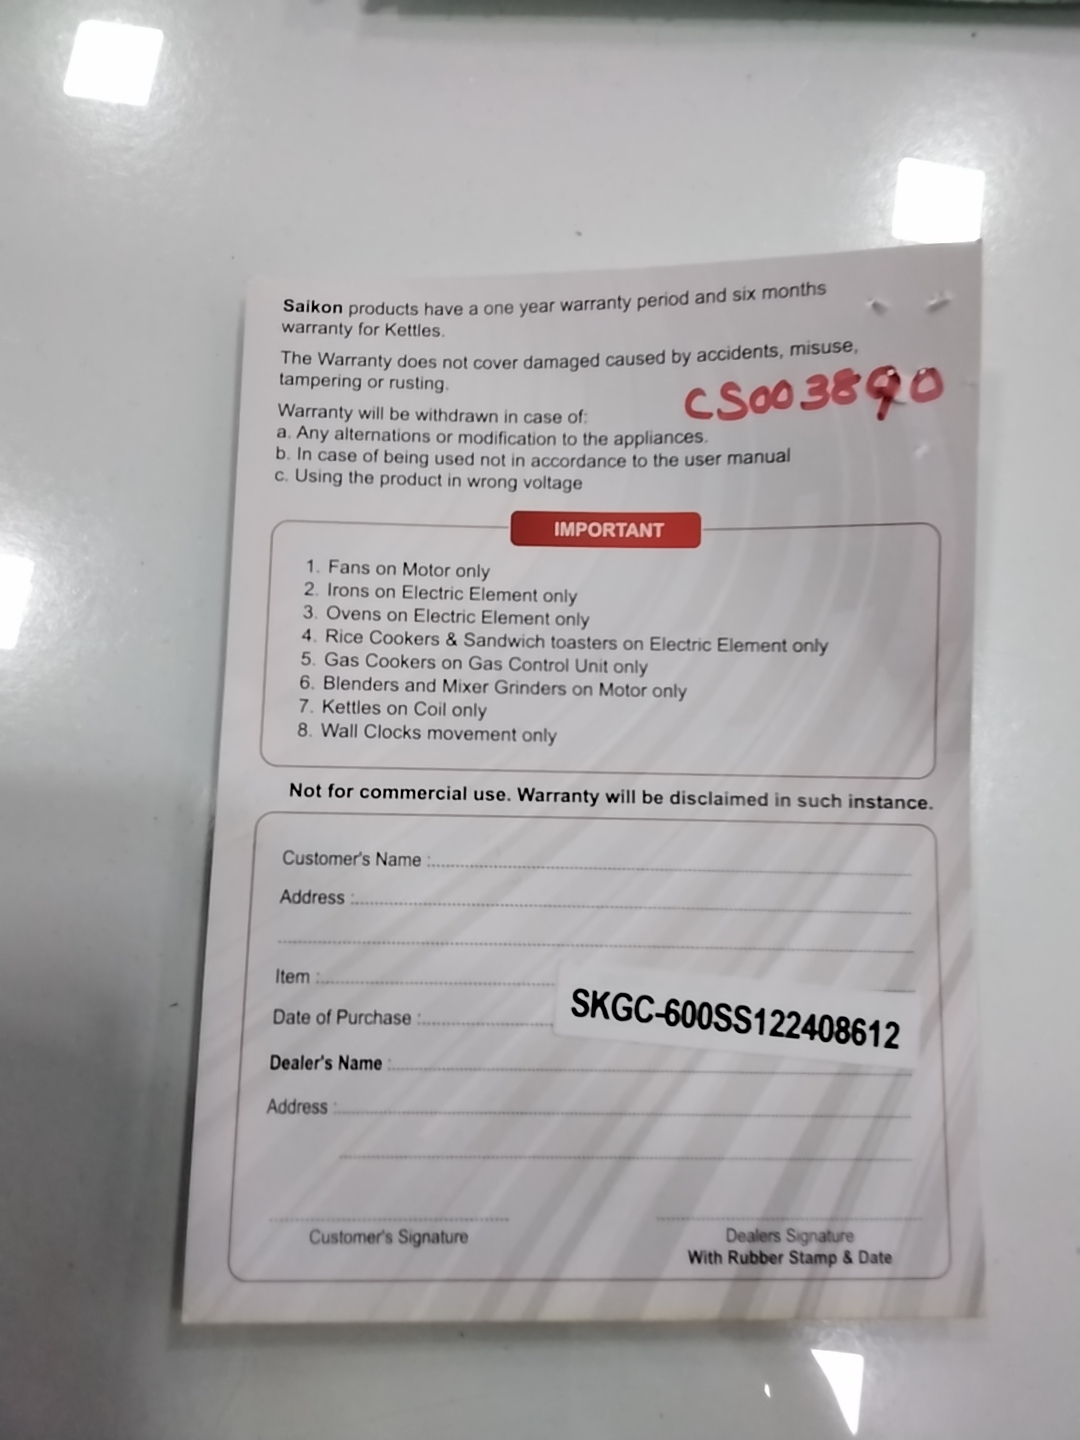 Saikon products have a one year warranty period and six months
warranty for Kettles.
The Warranty does not cover damaged caused by accidents, misuse,
tampering or rusting.
CS003890
Warranty will be withdrawn in case of:
a. Any alternations or modification to the appliances.
b. In case of being used not in accordance to the user manual
c. Using the product in wrong voltage
IMPORTANT
1. Fans on Motor only
2. Irons on Electric Element only
3. Ovens on Electric Element only
4. Rice Cookers & Sandwich toasters on Electric Element only
5. Gas Cookers on Gas Control Unit only
6. Blenders and Mixer Grinders on Motor only
7. Kettles on Coil only
8. Wall Clocks movement only
Not for commercial use. Warranty will be disclaimed in such instance.
Customer's Name :
Address :
Item :
SKGC-600SS122408612
Date of Purchase :
Dealer's Name :
Address :
Customer's Signature
Dealers Signature
With Rubber Stamp & Date